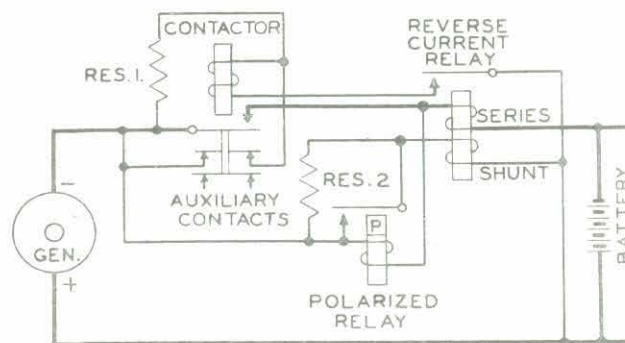 CONTACTOR
REVERSE
CURRENT
RELAY
RES. 1.
SERIES
SHUNT
RES. 2
AUXILIARY
CONTACTS
BATTERY
P
−
GEN.
+
POLARIZED
RELAY